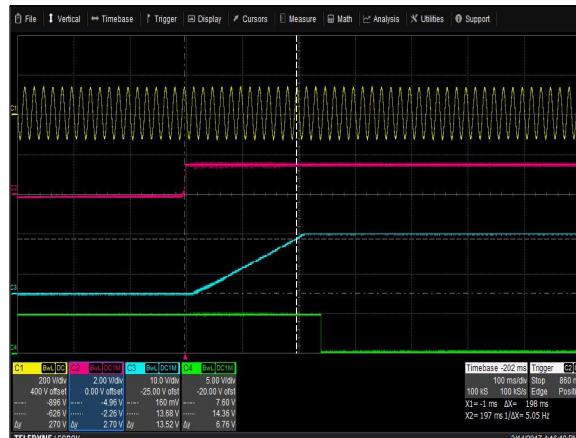 File Vertical Timebase Trigger Display Cursors Measure Math Analysis Utilities Support
C1
C3
C4
C1 BwL DC C2 BwL DC1M C3 BwL DC1M C4 BwL DC1M Timebase -202 ms Trigger C2
200 V/div 2.00 V/div 10.0 V/div 5.00 V/div 100 ms/div Stop 860 m
400 V offset 0.00 V offset -25.00 V offset -20.00 V offset 100 kS 100 kS/s Edge Positi
-896 V -4.96 V 160 mV 7.60 V X1= -1 ms ΔX= 198 ms
-626 V -2.26 V 13.68 V 14.36 V X2= 197 ms 1/ΔX= 5.05 Hz
Δy 270 V Δy 2.70 V Δy 13.52 V Δy 6.76 V